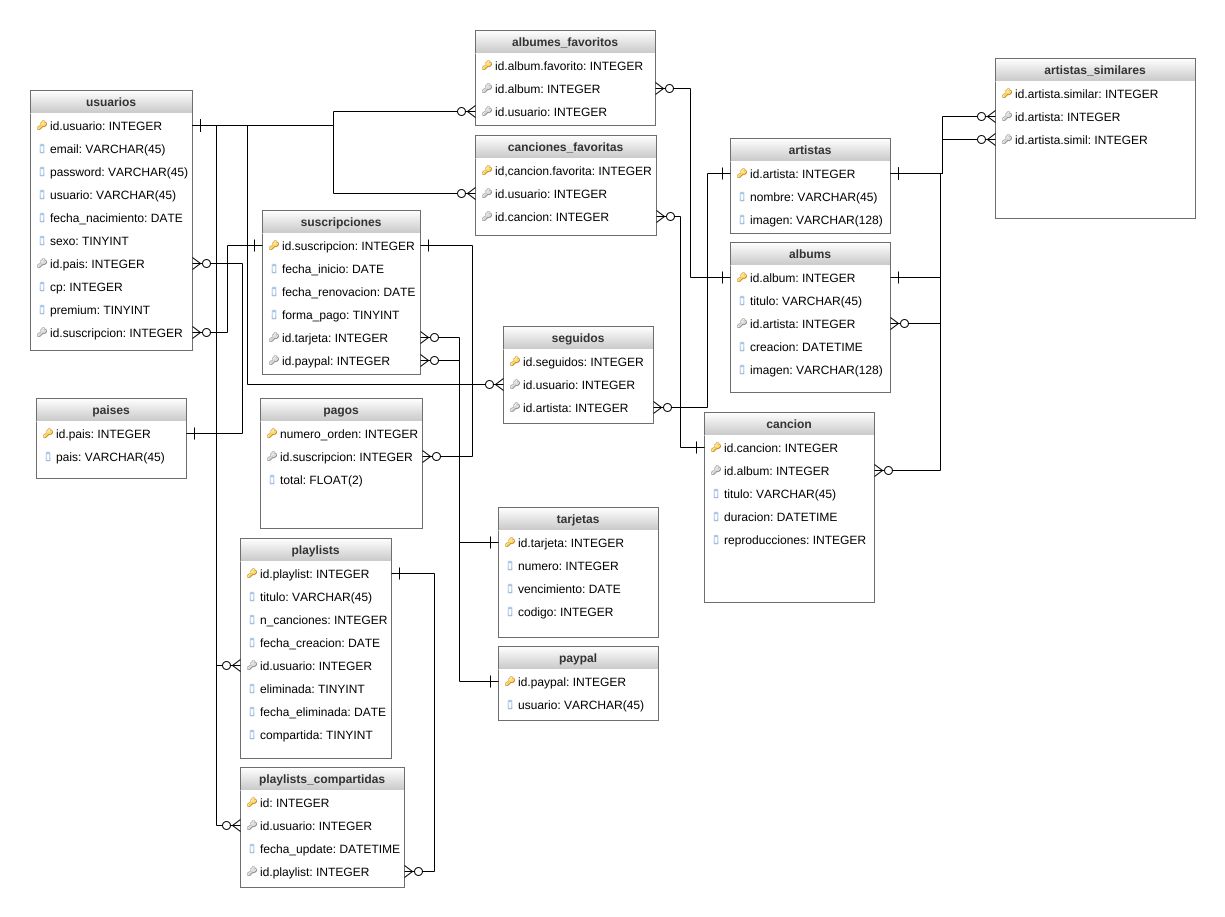 albumes_favoritos
id.album.favorito: INTEGER
id.album: INTEGER
id.usuario: INTEGER
artistas_similares
id.artista.similar: INTEGER
id.artista: INTEGER
id.artista.simil: INTEGER
usuarios
id.usuario: INTEGER
email: VARCHAR(45)
password: VARCHAR(45)
usuario: VARCHAR(45)
fecha_nacimiento: DATE
sexo: TINYINT
id.pais: INTEGER
cp: INTEGER
premium: TINYINT
id.suscripcion: INTEGER
canciones_favoritas
id,cancion.favorita: INTEGER
id.usuario: INTEGER
id.cancion: INTEGER
artistas
id.artista: INTEGER
nombre: VARCHAR(45)
imagen: VARCHAR(128)
suscripciones
id.suscripcion: INTEGER
fecha_inicio: DATE
fecha_renovacion: DATE
forma_pago: TINYINT
id.tarjeta: INTEGER
id.paypal: INTEGER
albums
id.album: INTEGER
titulo: VARCHAR(45)
id.artista: INTEGER
creacion: DATETIME
imagen: VARCHAR(128)
seguidos
id.seguidos: INTEGER
id.usuario: INTEGER
id.artista: INTEGER
paises
id.pais: INTEGER
pais: VARCHAR(45)
pagos
numero_orden: INTEGER
id.suscripcion: INTEGER
total: FLOAT(2)
cancion
id.cancion: INTEGER
id.album: INTEGER
titulo: VARCHAR(45)
duracion: DATETIME
reproducciones: INTEGER
tarjetas
id.tarjeta: INTEGER
numero: INTEGER
vencimiento: DATE
codigo: INTEGER
playlists
id.playlist: INTEGER
titulo: VARCHAR(45)
n_canciones: INTEGER
fecha_creacion: DATE
id.usuario: INTEGER
eliminada: TINYINT
fecha_eliminada: DATE
compartida: TINYINT
paypal
id.paypal: INTEGER
usuario: VARCHAR(45)
playlists_compartidas
id: INTEGER
id.usuario: INTEGER
fecha_update: DATETIME
id.playlist: INTEGER